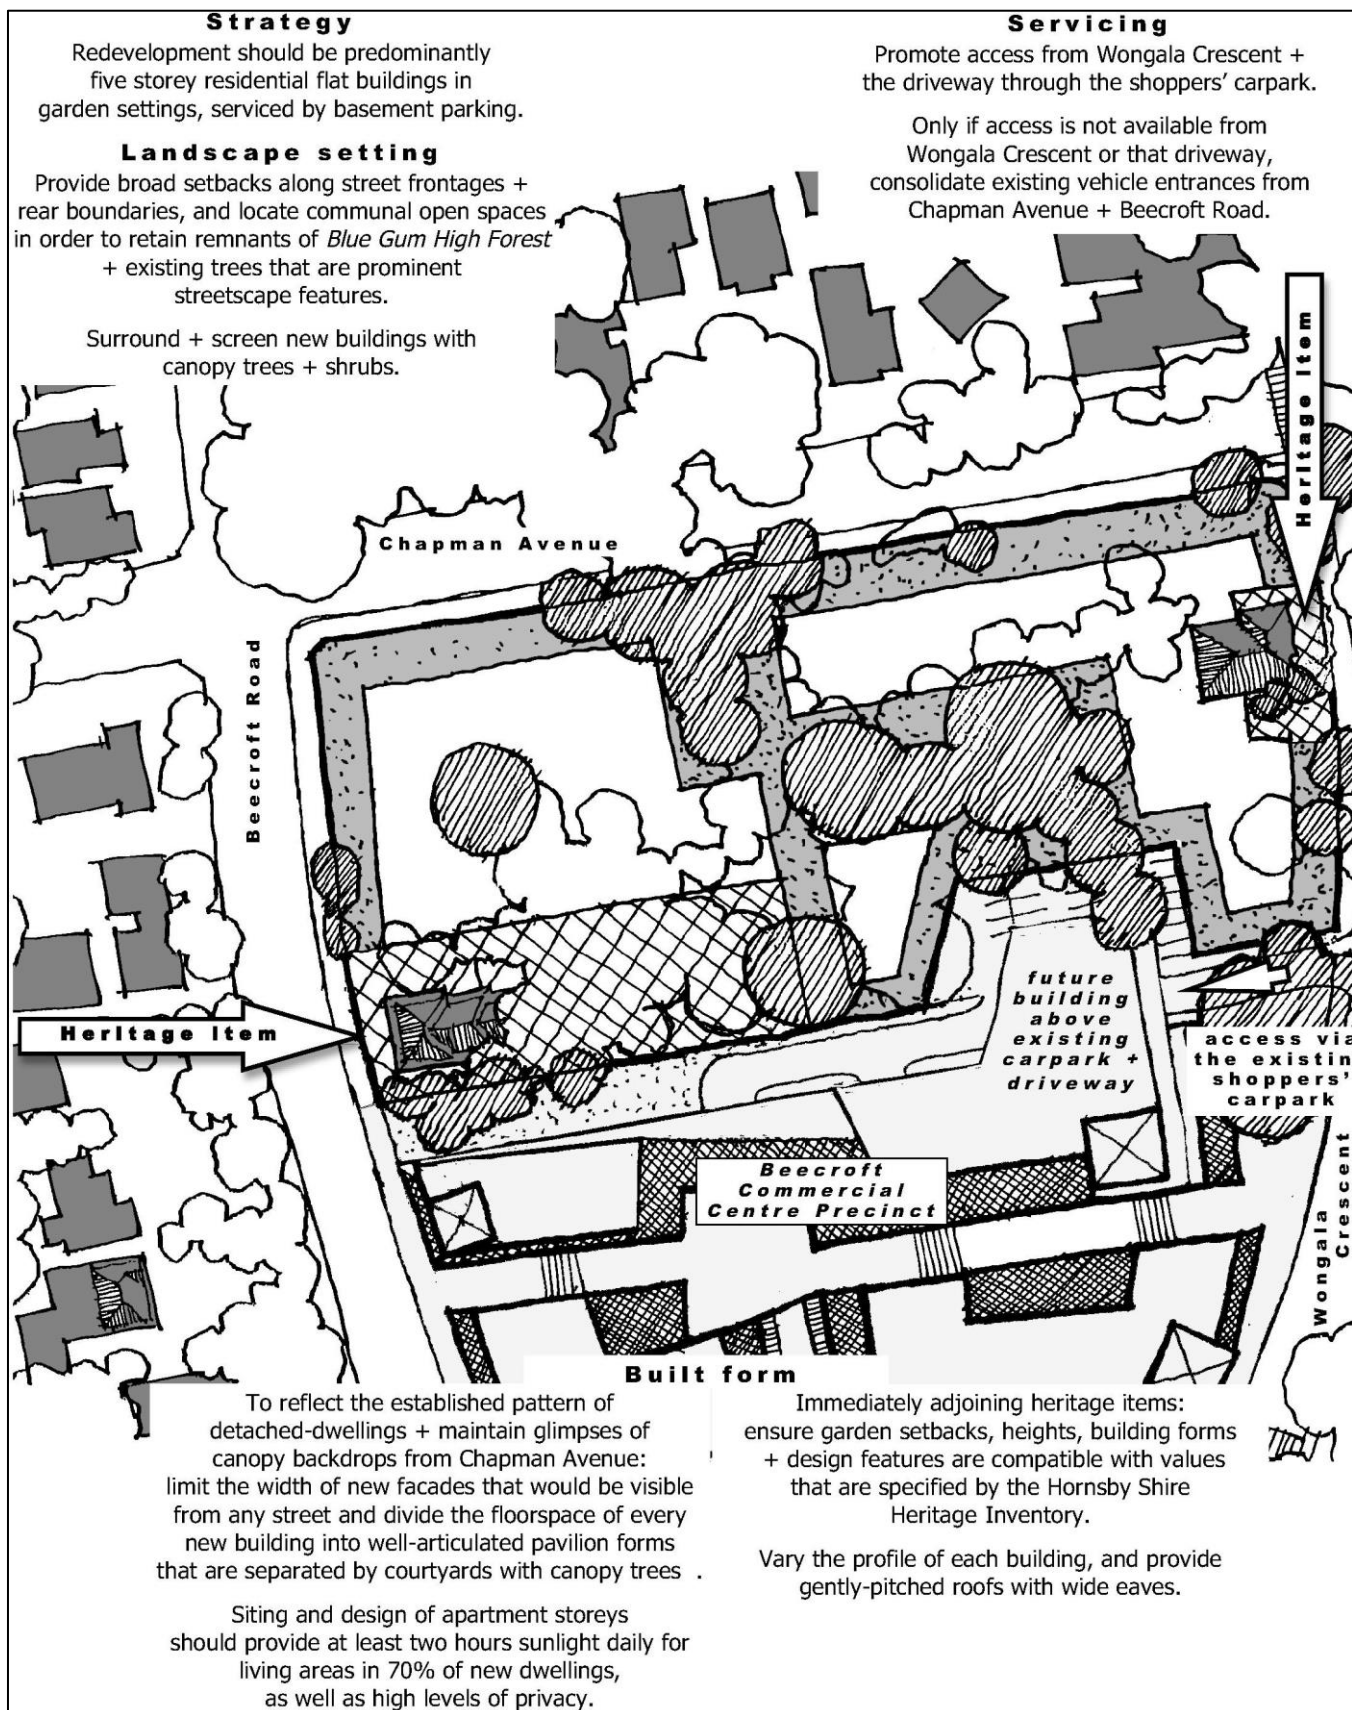 Strategy
Redevelopment should be predominantly
five storey residential flat buildings in
garden settings, serviced by basement parking.
Landscape setting
Provide broad setbacks along street frontages +
rear boundaries, and locate communal open spaces
in order to retain remnants of Blue Gum High Forest
+ existing trees that are prominent
streetscape features.
Surround + screen new buildings with
canopy trees + shrubs.
Servicing
Promote access from Wongala Crescent +
the driveway through the shoppers' carpark.
Only if access is not available from
Wongala Crescent or that driveway,
consolidate existing vehicle entrances from
Chapman Avenue + Beecroft Road.
Heritage Item
Chapman Avenue
Beecroft Road
Heritage Item
future
building
above
existing
carpark +
driveway
access via
the existin
shoppers'
carpark
Beecroft
Commercial
Centre Precinct
Wongala
Crescent
Built form
To reflect the established pattern of
detached-dwellings + maintain glimpses of
canopy backdrops from Chapman Avenue:
limit the width of new facades that would be visible
from any street and divide the floorspace of every
new building into well-articulated pavilion forms
that are separated by courtyards with canopy trees .
Siting and design of apartment storeys
should provide at least two hours sunlight daily for
living areas in 70% of new dwellings,
as well as high levels of privacy.
Immediately adjoining heritage items:
ensure garden setbacks, heights, building forms
+ design features are compatible with values
that are specified by the Hornsby Shire
Heritage Inventory.
Vary the profile of each building, and provide
gently-pitched roofs with wide eaves.